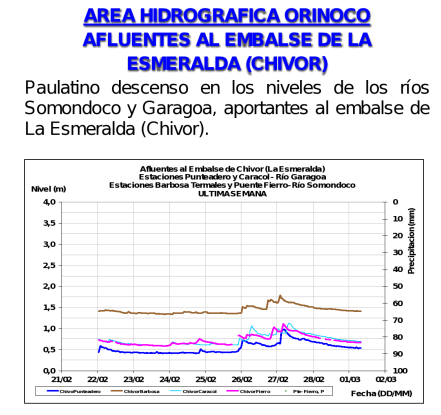 AREA HIDROGRAFICA ORINOCO
AFLUENTES AL EMBALSE DE LA
ESMERALDA (CHIVOR)
Paulatino descenso en los niveles de los ríos
Somondoco y Garagoa, aportantes al embalse de
La Esmeralda (Chivor).
Afluentes al Embalse de Chivor (La Esmeralda)
Estaciones Punteadero y Caracol - Río Garagoa
Estaciones Barbosa Termales y Puente Fierro- Río Somondoco
ULTIMA SEMANA
Nivel (m)
4,0
3,5
3,0
2,5
2,0
1,5
1,0
0,5
0,0
0
10
20
30
40
50
60
70
80
90
100
Precipitacion (mm)
21/02 22/02 23/02 24/02 25/02 26/02 27/02 28/02 01/03 02/03
Fecha (DD/MM)
ChivorPunteadero ChivorBarbosa ChivorCaracol ChivorFierro Pte- Fierro, P